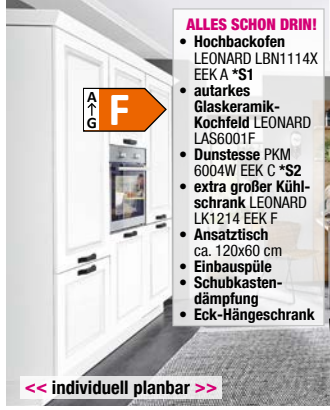 ALLES SCHON DRIN!
• Hochbackofen
LEONARD LBN1114X
EEK A *S1
• autarkes
Glaskeramik-
Kochfeld LEONARD
LAS6001F
• Dunstesse PKM
6004W EEK C *S2
• extra großer Kühl-
schrank LEONARD
LK1214 EEK F
• Ansatztisch
ca. 120x60 cm
• Einbauspüle
• Schubkasten-
dämpfung
• Eck-Hängeschrank
A
↑
G
F
<< individuell planbar >>